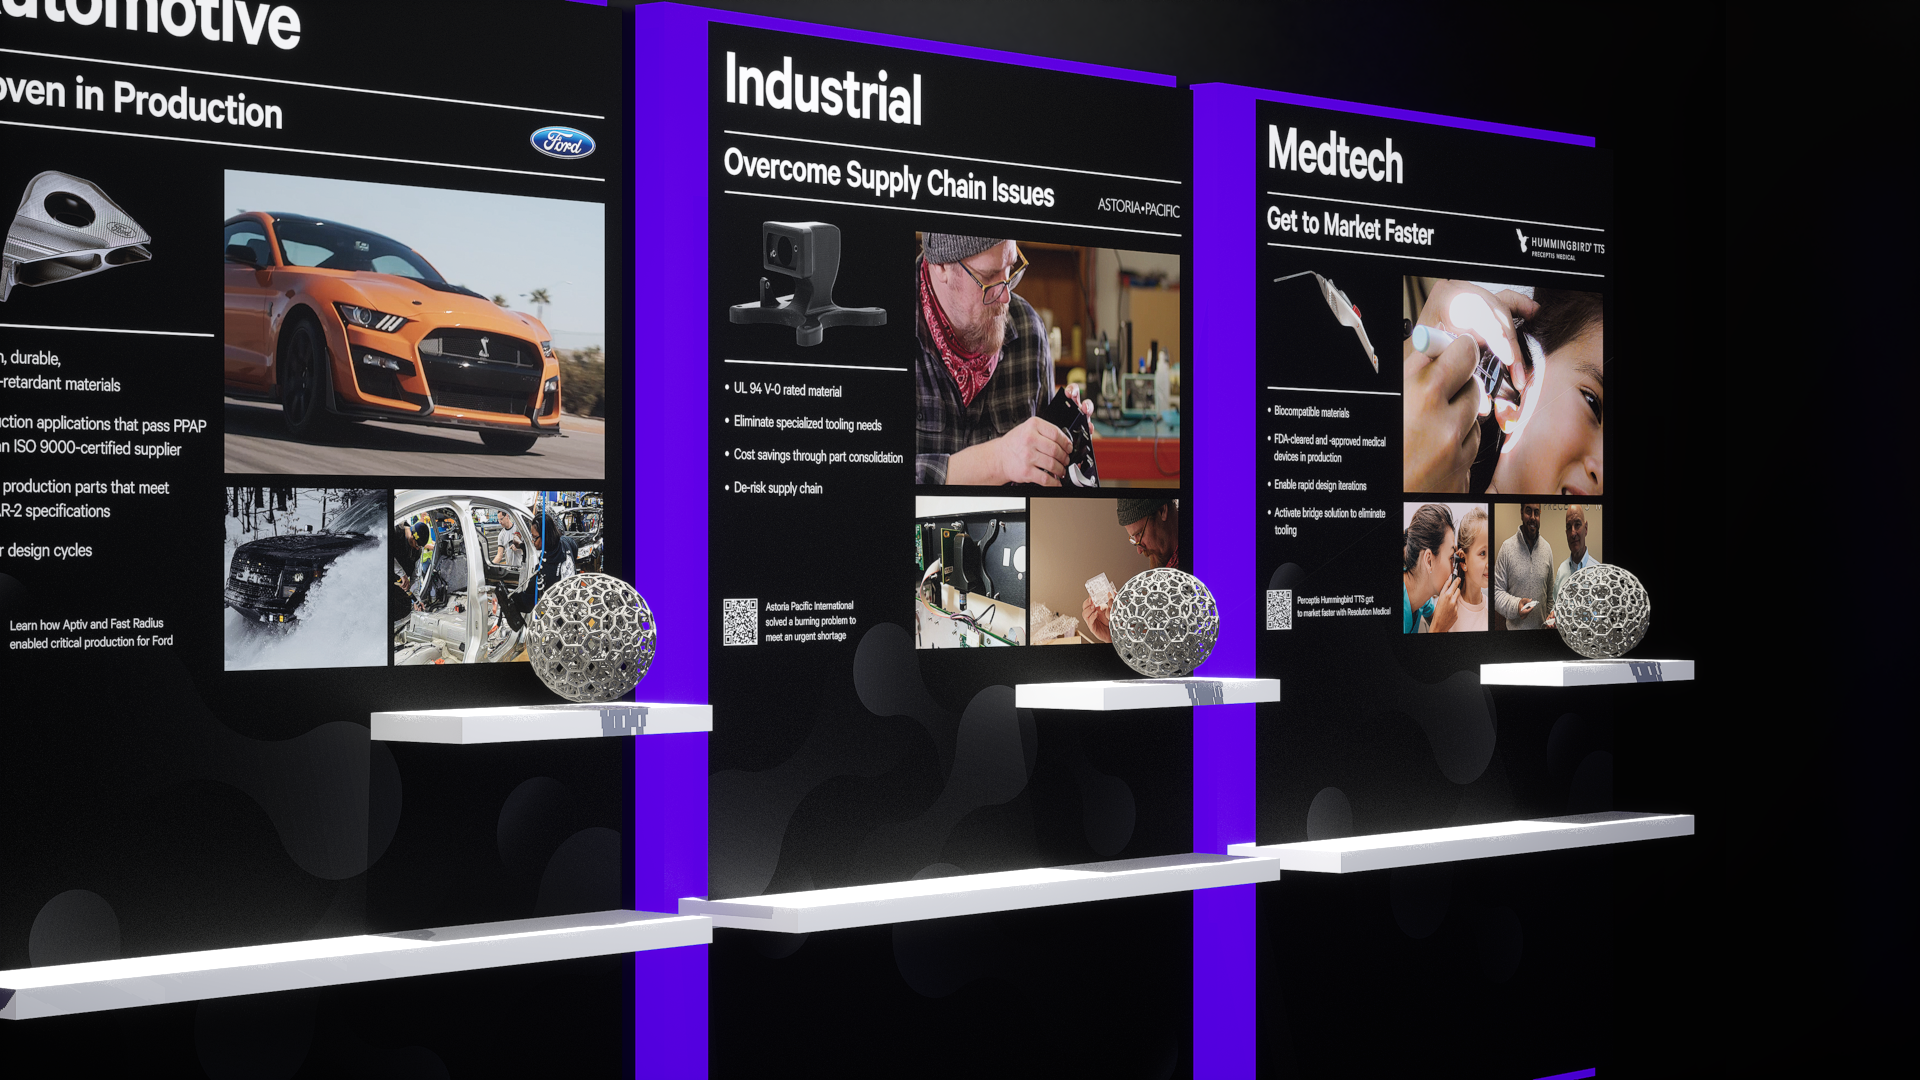 utomotive
oven in Production
Ford
n, durable,
-retardant materials
uction applications that pass PPAP
an ISO 9000-certified supplier
production parts that meet
R-2 specifications
r design cycles
Learn how Aptiv and Fast Radius
enabled critical production for Ford
Industrial
Overcome Supply Chain Issues
ASTORIA•PACIFIC
• UL 94 V-0 rated material
• Eliminate specialized tooling needs
• Cost savings through part consolidation
• De-risk supply chain
Astoria Pacific International
solved a burning problem to
meet an urgent shortage
Medtech
Get to Market Faster
HUMMINGBIRD® TTS
PRECEPTIS MEDICAL
• Biocompatible materials
• FDA-cleared and -approved medical
devices in production
• Enable rapid design iterations
• Activate bridge solution to eliminate
tooling
Perceptis Hummingbird TTS got
to market faster with Resolution Medical